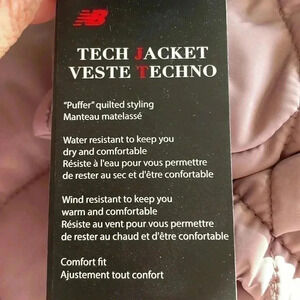 NB
TECH JACKET
VESTE TECHNO
"Puffer" quilted styling
Manteau matelassé
Water resistant to keep you
dry and comfortable
Résiste à l'eau pour vous permettre
de rester au sec et d'être confortable
Wind resistant to keep you
warm and comfortable
Résiste au vent pour vous permettre
de rester au chaud et d'être confortable
Comfort fit
Ajustement tout confort